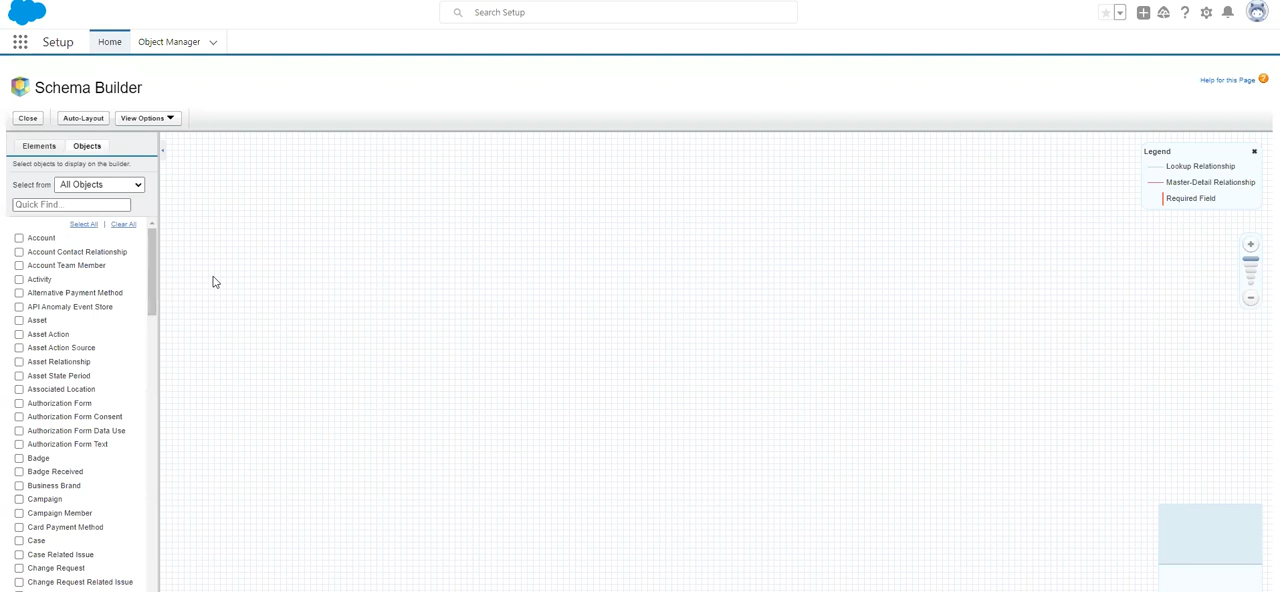 Search Setup
Setup
Home
Object Manager
Schema Builder
Help for this Page
Close
Auto-Layout
View Options
Elements
Objects
Select objects to display on the builder.
Select from All Objects
Quick Find...
Select All | Clear All
Account
Account Contact Relationship
Account Team Member
Activity
Alternative Payment Method
API Anomaly Event Store
Asset
Asset Action
Asset Action Source
Asset Relationship
Asset State Period
Associated Location
Authorization Form
Authorization Form Consent
Authorization Form Data Use
Authorization Form Text
Badge
Badge Received
Business Brand
Campaign
Campaign Member
Card Payment Method
Case
Case Related Issue
Change Request
Change Request Related Issue
Legend
Lookup Relationship
Master-Detail Relationship
Required Field